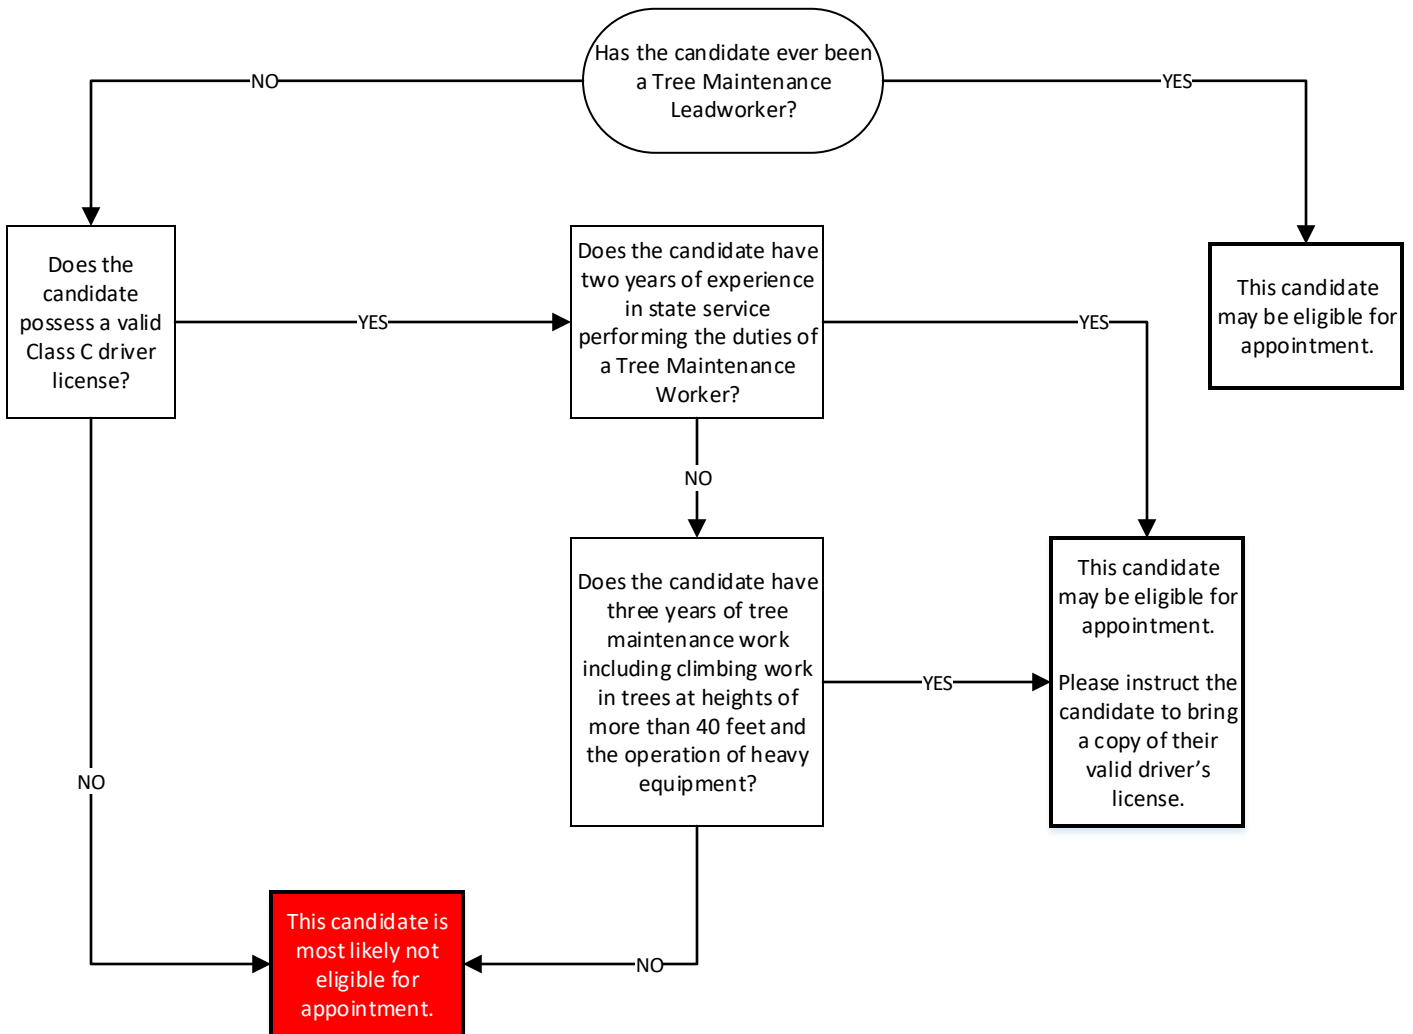 Has the candidate ever been
a Tree Maintenance
Leadworker?
NO
YES
Does the
candidate
possess a valid
Class C driver
license?
YES
Does the candidate have
two years of experience
in state service
performing the duties of
a Tree Maintenance
Worker?
YES
This candidate
may be eligible for
appointment.
NO
Does the candidate have
three years of tree
maintenance work
including climbing work
in trees at heights of
more than 40 feet and
the operation of heavy
equipment?
YES
This candidate
may be eligible for
appointment.
Please instruct the
candidate to bring
a copy of their
valid driver’s
license.
NO
This candidate is
most likely not
eligible for
appointment.
NO